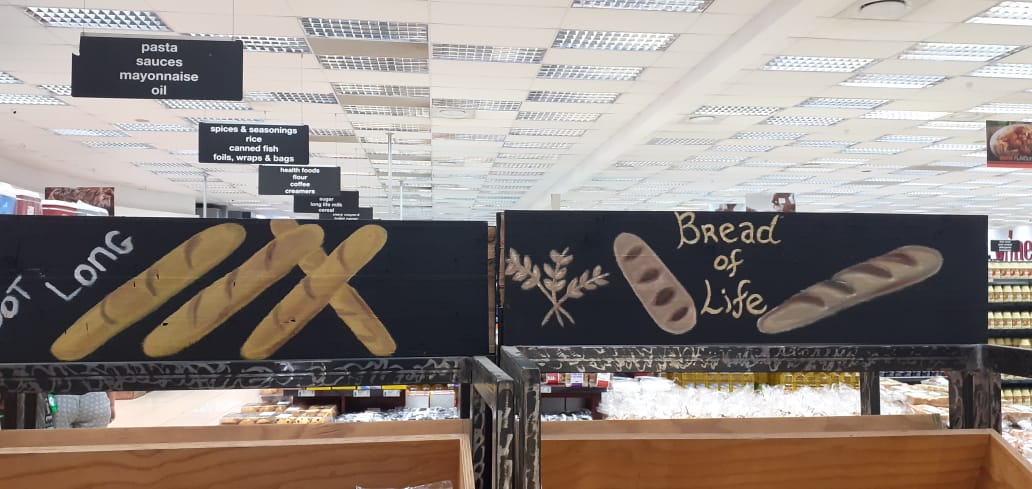 pasta
sauces
mayonnaise
oil
spices & seasonings
rice
canned fish
foils, wraps & bags
health foods
flour
coffee
creamers
sugar
long life milk
cereal
LONG
Bread
of
Life